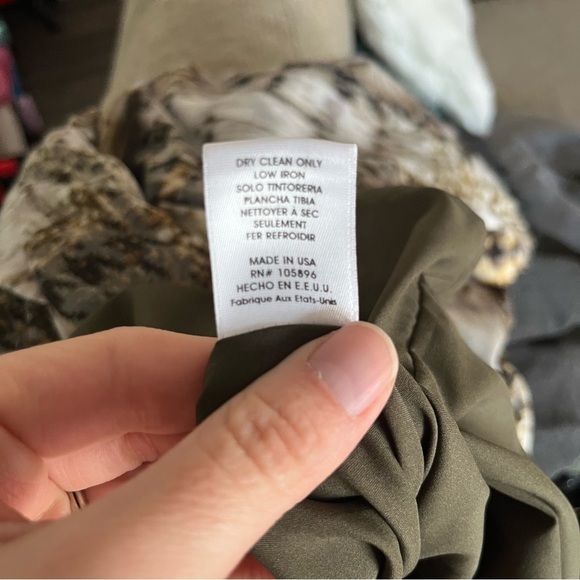 DRY CLEAN ONLY
LOW IRON
SOLO TINTORERIA
PLANCHA TIBIA
NETTOYER À SEC
SEULEMENT
FER REFROIDIR
MADE IN USA
RN# 105896
HECHO EN E.E.U.U.
Fabrique Aux Etats-Unis